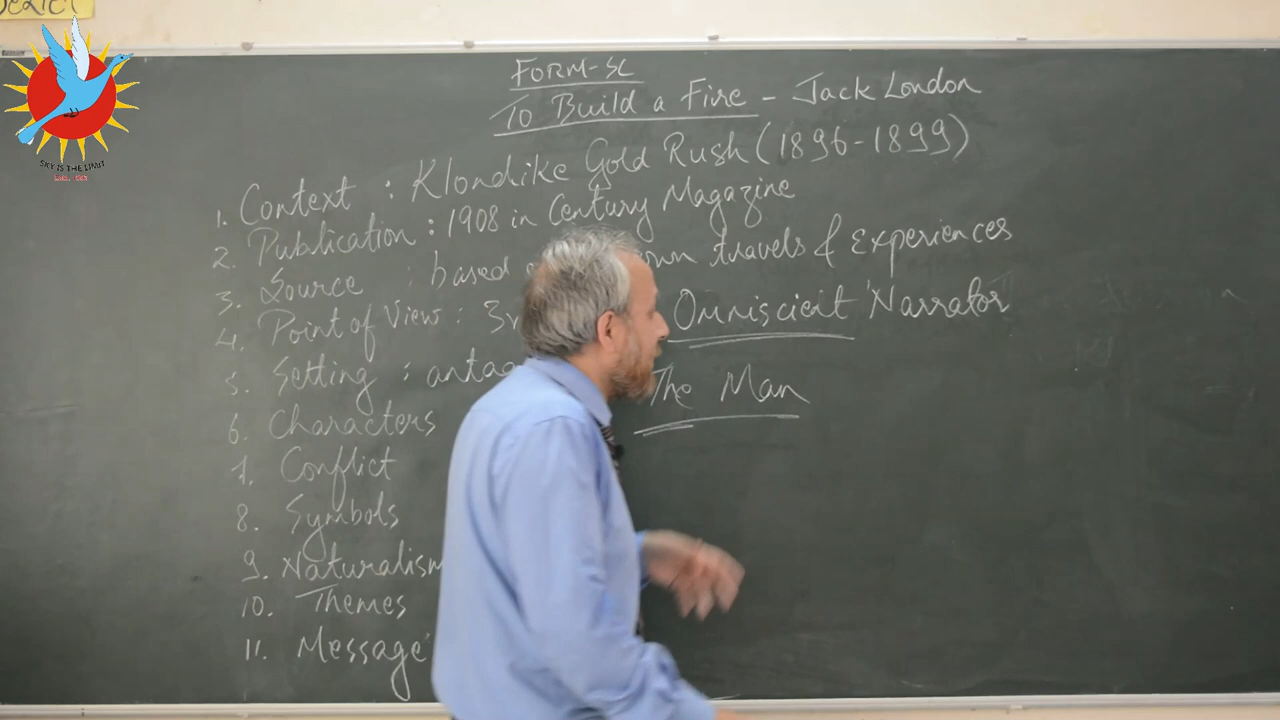 SKY IS THE LIMIT
FORM-SC
To Build a Fire - Jack London
1. Context : Klondike Gold Rush (1896-1899)
2. Publication : 1908 in Century Magazine
3. Source : based own travels & experiences
4. Point of View : Omniscient Narrator
5. Setting : The Man
6. Characters
7. Conflict
8. Symbols
9. Naturalism
10. Themes
11. Message